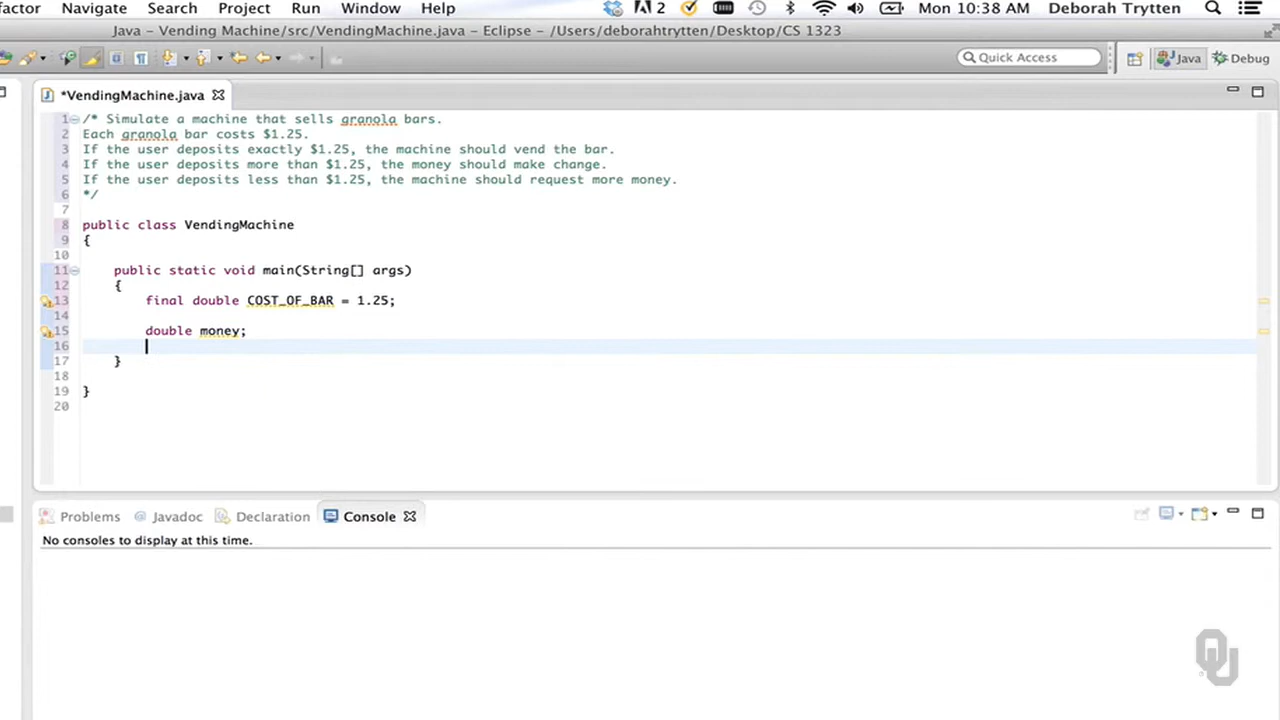 factor Navigate Search Project Run Window Help 2 Mon 10:38 AM Deborah Trytten
Java - Vending Machine/src/VendingMachine.java - Eclipse - /Users/deborahtrytten/Desktop/CS 1323
Quick Access Java Debug
*VendingMachine.java
1 /* Simulate a machine that sells granola bars.
2 Each granola bar costs $1.25.
3 If the user deposits exactly $1.25, the machine should vend the bar.
4 If the user deposits more than $1.25, the money should make change.
5 If the user deposits less than $1.25, the machine should request more money.
6 */
7
8 public class VendingMachine
9 {
10
11 public static void main(String[] args)
12 {
13 final double COST_OF_BAR = 1.25;
14
15 double money;
16
17 }
18
19 }
20
Problems @ Javadoc Declaration Console
No consoles to display at this time.
OU